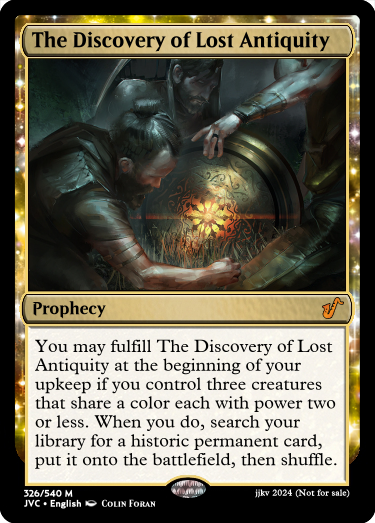 The Discovery of Lost Antiquity
Prophecy
You may fulfill The Discovery of Lost
Antiquity at the beginning of your
upkeep if you control three creatures
that share a color each with power two
or less. When you do, search your
library for a historic permanent card,
put it onto the battlefield, then shuffle.
326/540 M
jjkv 2024 (Not for sale)
JVC • English Colin Foran